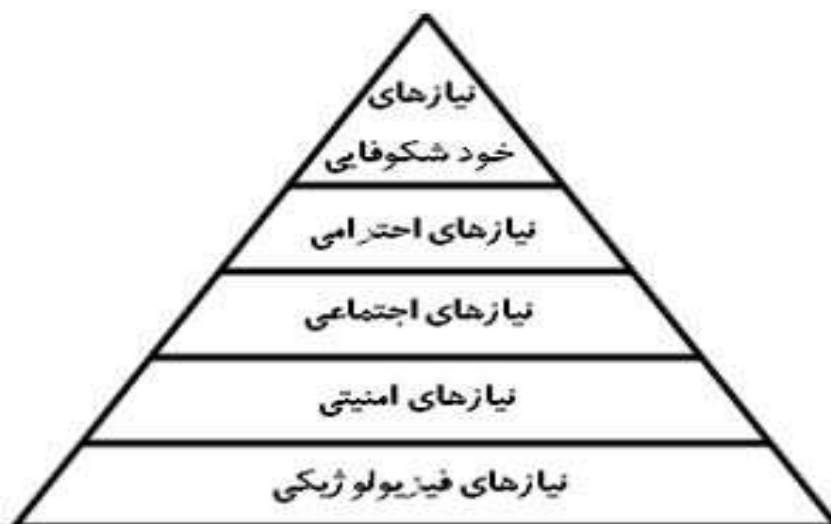 نیازهای
خود شکوفایی
نیازهای احترامی
نیازهای اجتماعی
نیازهای امنیتی
نیازهای فیزیولوژیکی